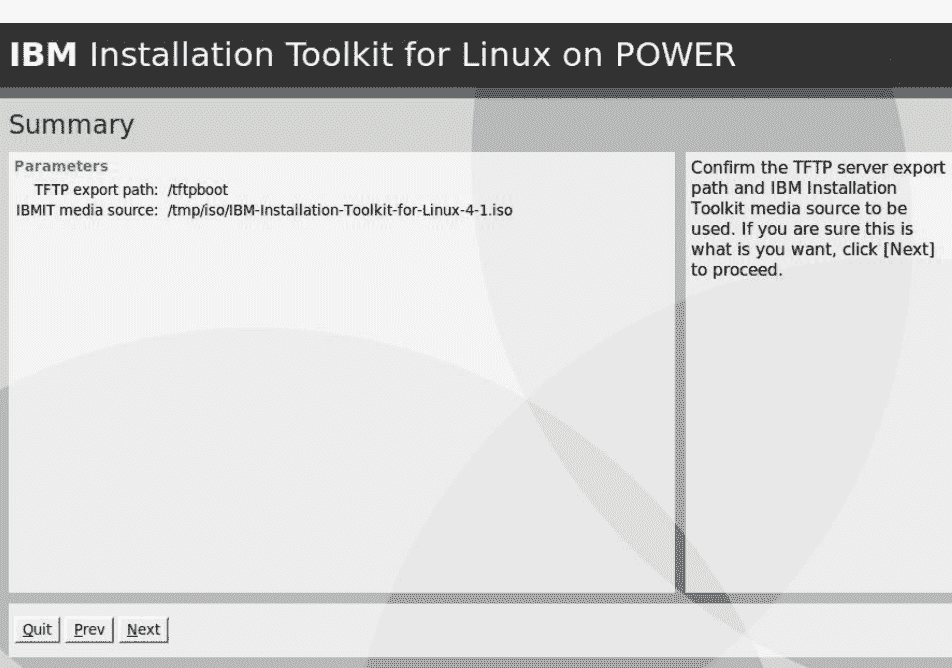 IBM Installation Toolkit for Linux on POWER
Summary
Parameters
TFTP export path: /tftpboot
IBMIT media source: /tmp/iso/IBM-Installation-Toolkit-for-Linux-4-1.iso
Confirm the TFTP server export
path and IBM Installation
Toolkit media source to be
used. If you are sure this is
what is you want, click [Next]
to proceed.
Quit Prev Next